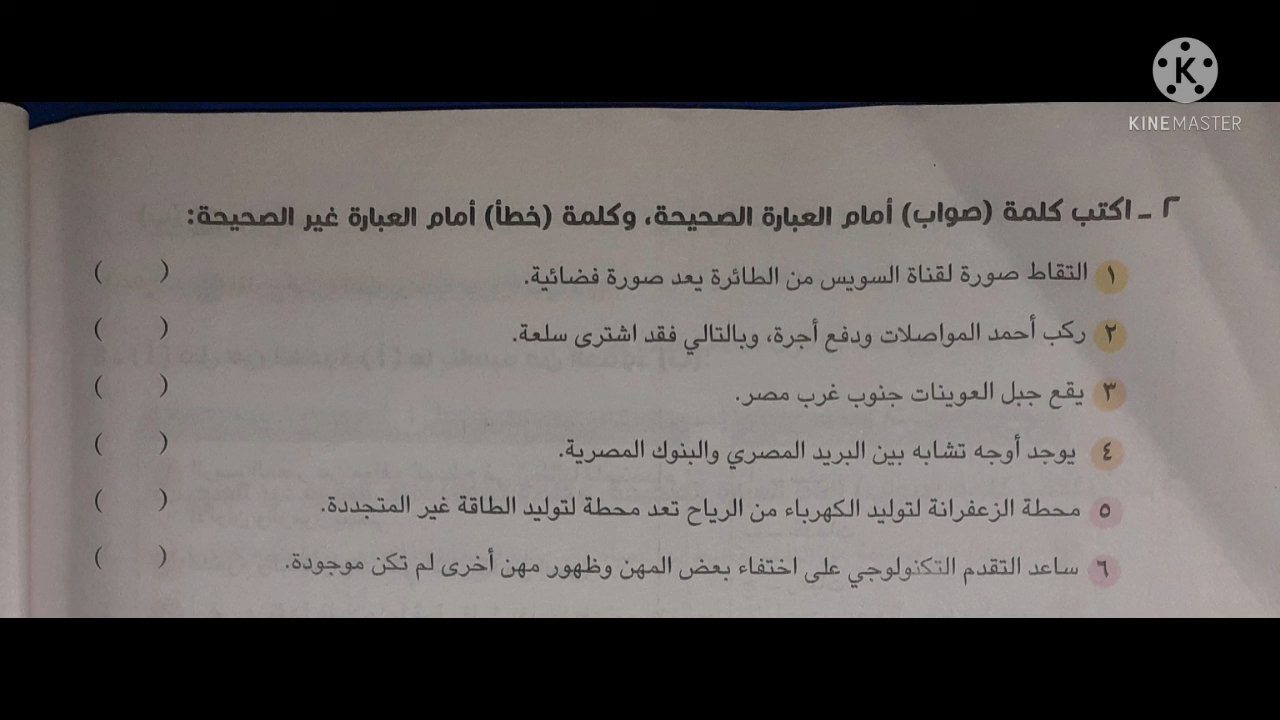 KINEMASTER
٢ ـ اكتب كلمة (صواب) أمام العبارة الصحيحة، وكلمة (خطأ) أمام العبارة غير الصحيحة:
١ التقاط صورة لقناة السويس من الطائرة يعد صورة فضائية. ( )
٢ ركب أحمد المواصلات ودفع أجرة، وبالتالي فقد اشترى سلعة. ( )
٣ يقع جبل العوينات جنوب غرب مصر. ( )
٤ يوجد أوجه تشابه بين البريد المصري والبنوك المصرية. ( )
٥ محطة الزعفرانة لتوليد الكهرباء من الرياح تعد محطة لتوليد الطاقة غير المتجددة. ( )
٦ ساعد التقدم التكنولوجي على اختفاء بعض المهن وظهور مهن أخرى لم تكن موجودة. ( )